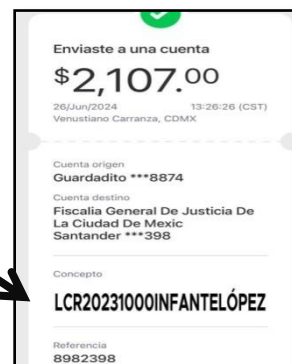 Enviaste a una cuenta
$2,107.00
26/Jun/2024 13:26:26 (CST)
Venustiano Carranza, CDMX
Cuenta origen
Guardadito ***8874
Cuenta destino
Fiscalia General De Justicia De
La Ciudad De Mexic
Santander ***398
Concepto
LCR20231000INFANTELÓPEZ
Referencia
8982398